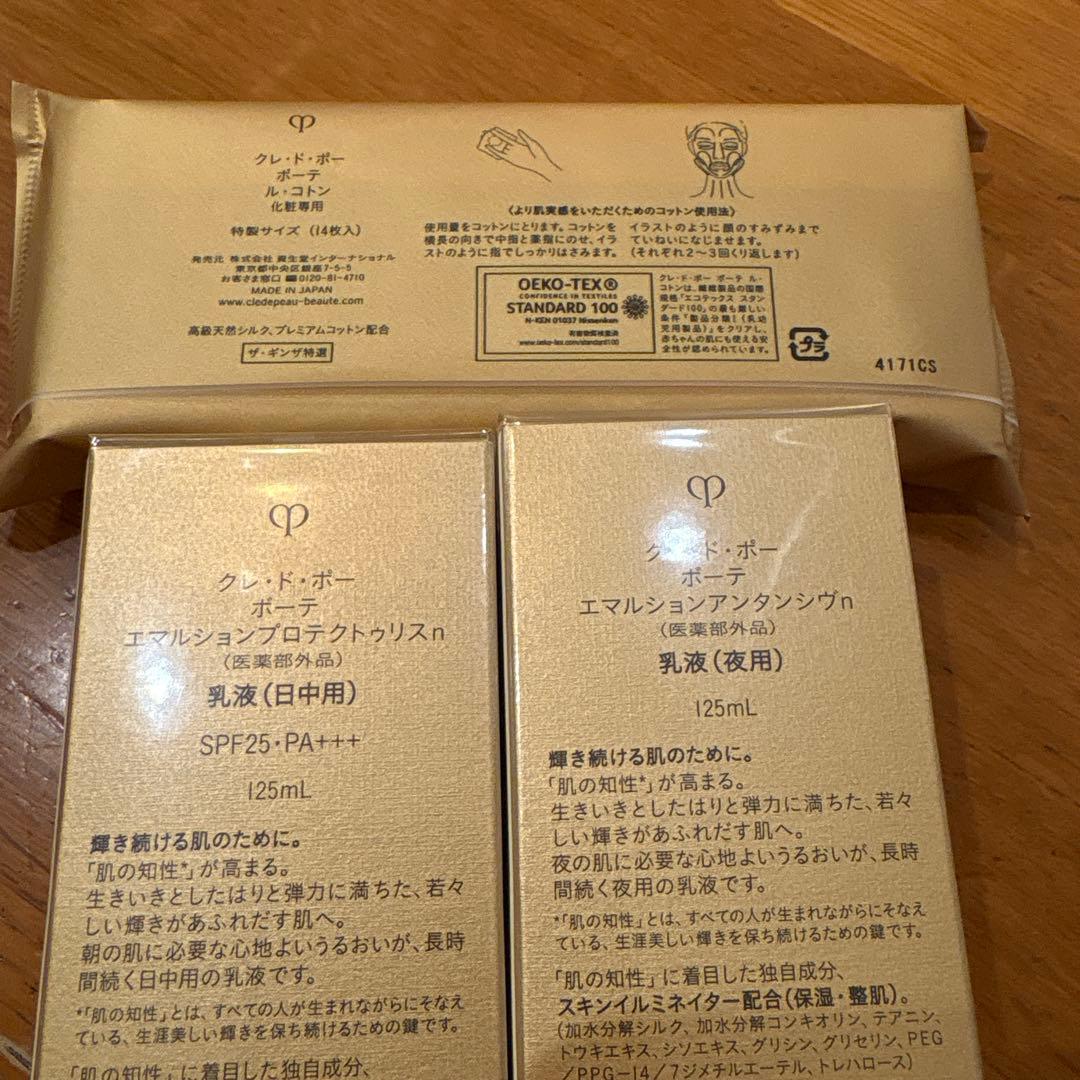 クレ・ド・ポー
ボーテ
ル・コトン
化粧専用
特製サイズ (14枚入)
発売元 株式会社 資生堂インターナショナル
東京都中央区銀座7-5-5
お客さま窓口 0120-81-4710
MADE IN JAPAN
www.cledepeau-beaute.com
高級天然シルク、プレミアムコットン配合
ザ・ギンザ特選
〈より肌実感をいただくためのコットン使用法〉
使用量をコットンにとります。コットンを
横長の向きで中指と薬指にのせ、イラ
ストのように指でしっかりはさみます。
イラストのように顔のすみずみまで
ていねいになじませます。
(それぞれ2〜3回くり返します)
OEKO-TEX®
CONFIDENCE IN TEXTILES
STANDARD 100
N-KEN 01037 Nissenken
有害物質検査済
www.oeko-tex.com/standard100
クレ・ド・ポー ボーテ ル・
コトンは、繊維製品の国際
規格「エコテックス スタン
ダード100」の最も厳しい
条件「製品分類Ⅰ(乳幼
児用製品)」をクリアし、
赤ちゃんの肌にも使える安
全性が認められています。
プラ
4171CS
クレ・ド・ポー
ボーテ
エマルションプロテクトゥリスn
(医薬部外品)
乳液(日中用)
SPF25・PA+++
125mL
輝き続ける肌のために。
「肌の知性*」が高まる。
生きいきとしたはりと弾力に満ちた、若々
しい輝きがあふれだす肌へ。
朝の肌に必要な心地よいうるおいが、長時
間続く日中用の乳液です。
*「肌の知性」とは、すべての人が生まれながらにそなえ
ている、生涯美しい輝きを保ち続けるための鍵です。
「肌の知性」に着目した独自成分、
クレ・ド・ポー
ボーテ
エマルションアンタンシヴn
(医薬部外品)
乳液(夜用)
125mL
輝き続ける肌のために。
「肌の知性*」が高まる。
生きいきとしたはりと弾力に満ちた、若々
しい輝きがあふれだす肌へ。
夜の肌に必要な心地よいうるおいが、長時
間続く夜用の乳液です。
*「肌の知性」とは、すべての人が生まれながらにそなえ
ている、生涯美しい輝きを保ち続けるための鍵です。
「肌の知性」に着目した独自成分、
スキンイルミネイター配合(保湿・整肌)。
(加水分解シルク、加水分解コンキオリン、テアニン、
トウキエキス、シソエキス、グリシン、グリセリン、PEG
/PPG-14/7ジメチルエーテル、トレハロース)